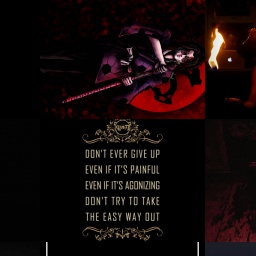 DON'T EVER GIVE UP
EVEN IF IT'S PAINFUL
EVEN IF IT'S AGONIZING
DON'T TRY TO TAKE
THE EASY WAY OUT